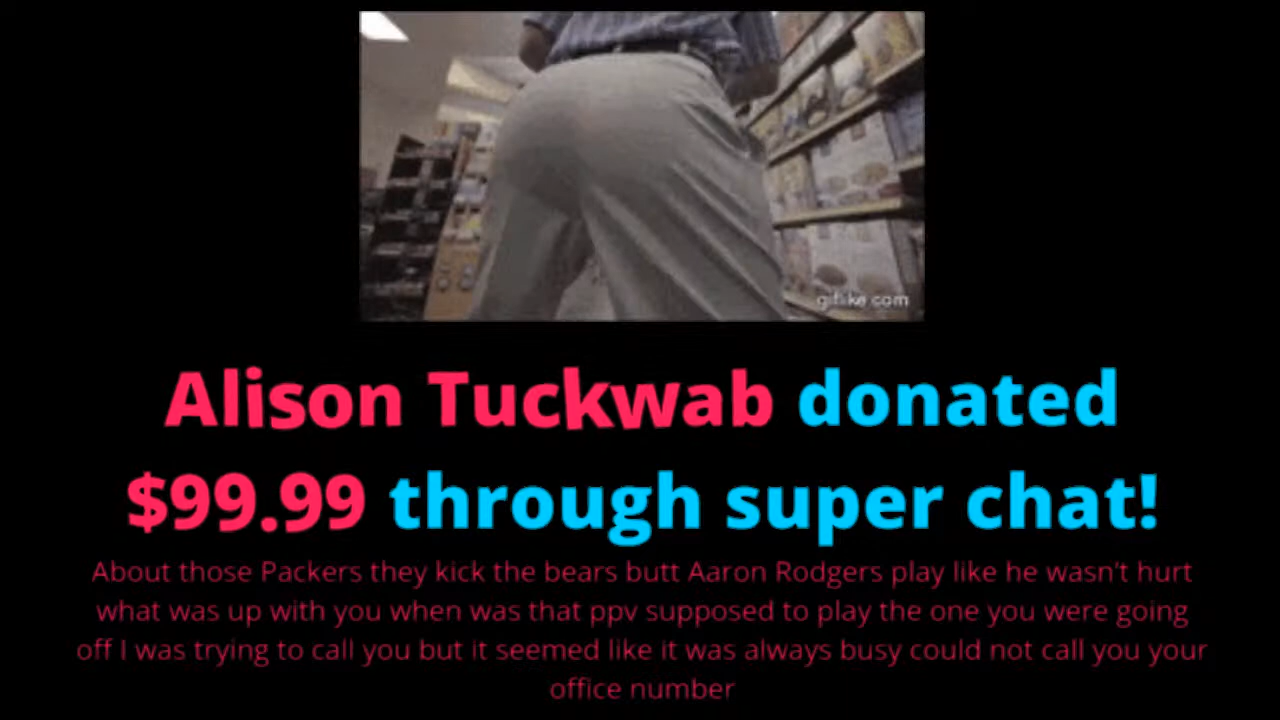 giflike.com
Alison Tuckwab donated
$99.99 through super chat!
About those Packers they kick the bears butt Aaron Rodgers play like he wasn't hurt
what was up with you when was that ppv supposed to play the one you were going
off I was trying to call you but it seemed like it was always busy could not call you your
office number